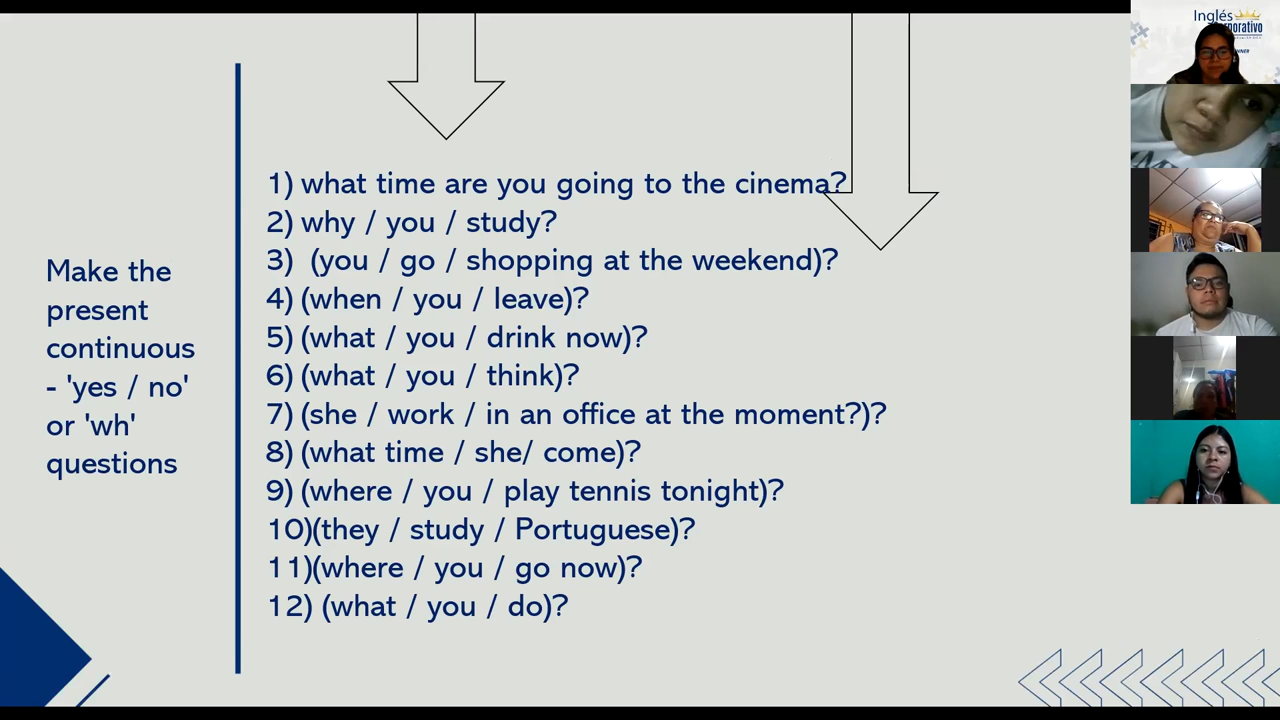 Inglés
Make the
present
continuous
- 'yes / no'
or 'wh'
questions
1) what time are you going to the cinema?
2) why / you / study?
3)  (you / go / shopping at the weekend)?
4) (when / you / leave)?
5) (what / you / drink now)?
6) (what / you / think)?
7) (she / work / in an office at the moment?)?
8) (what time / she/ come)?
9) (where / you / play tennis tonight)?
10)(they / study / Portuguese)?
11)(where / you / go now)?
12) (what / you / do)?